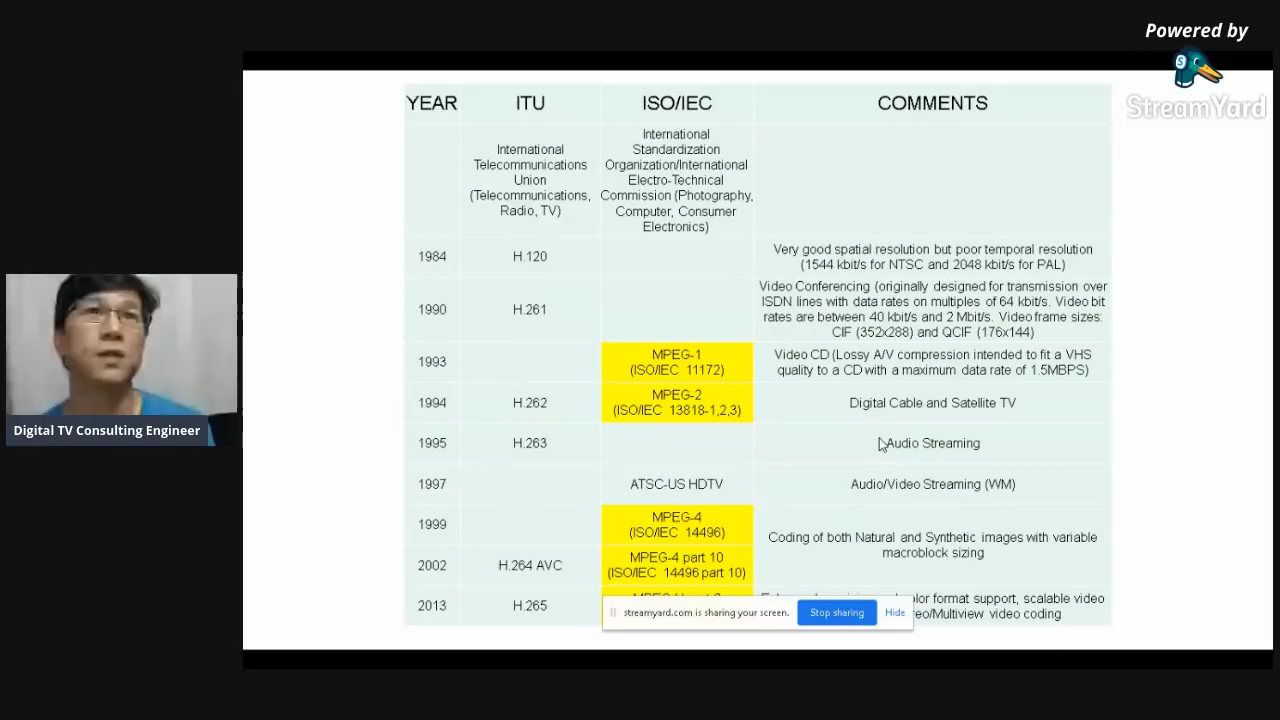 Powered by
StreamYard
YEAR ITU ISO/IEC COMMENTS
International
Telecommunications
Union
(Telecommunications,
Radio, TV)
International
Standardization
Organization/International
Electro-Technical
Commission (Photography,
Computer, Consumer
Electronics)
1984 H.120
Very good spatial resolution but poor temporal resolution
(1544 kbit/s for NTSC and 2048 kbit/s for PAL)
1990 H.261
Video Conferencing (originally designed for transmission over
ISDN lines with data rates on multiples of 64 kbit/s. Video bit
rates are between 40 kbit/s and 2 Mbit/s. Video frame sizes:
CIF (352x288) and QCIF (176x144)
1993
MPEG-1
(ISO/IEC 11172)
Video CD (Lossy A/V compression intended to fit a VHS
quality to a CD with a maximum data rate of 1.5MBPS)
1994 H.262
MPEG-2
(ISO/IEC 13818-1,2,3)
Digital Cable and Satellite TV
1995 H.263 Audio Streaming
1997 ATSC-US HDTV Audio/Video Streaming (WM)
1999
MPEG-4
(ISO/IEC 14496)
Coding of both Natural and Synthetic images with variable
macroblock sizing
2002 H.264 AVC
MPEG-4 part 10
(ISO/IEC 14496 part 10)
2013 H.265
format support, scalable video
video coding
streamyard.com is sharing your screen. Stop sharing Hide
Digital TV Consulting Engineer